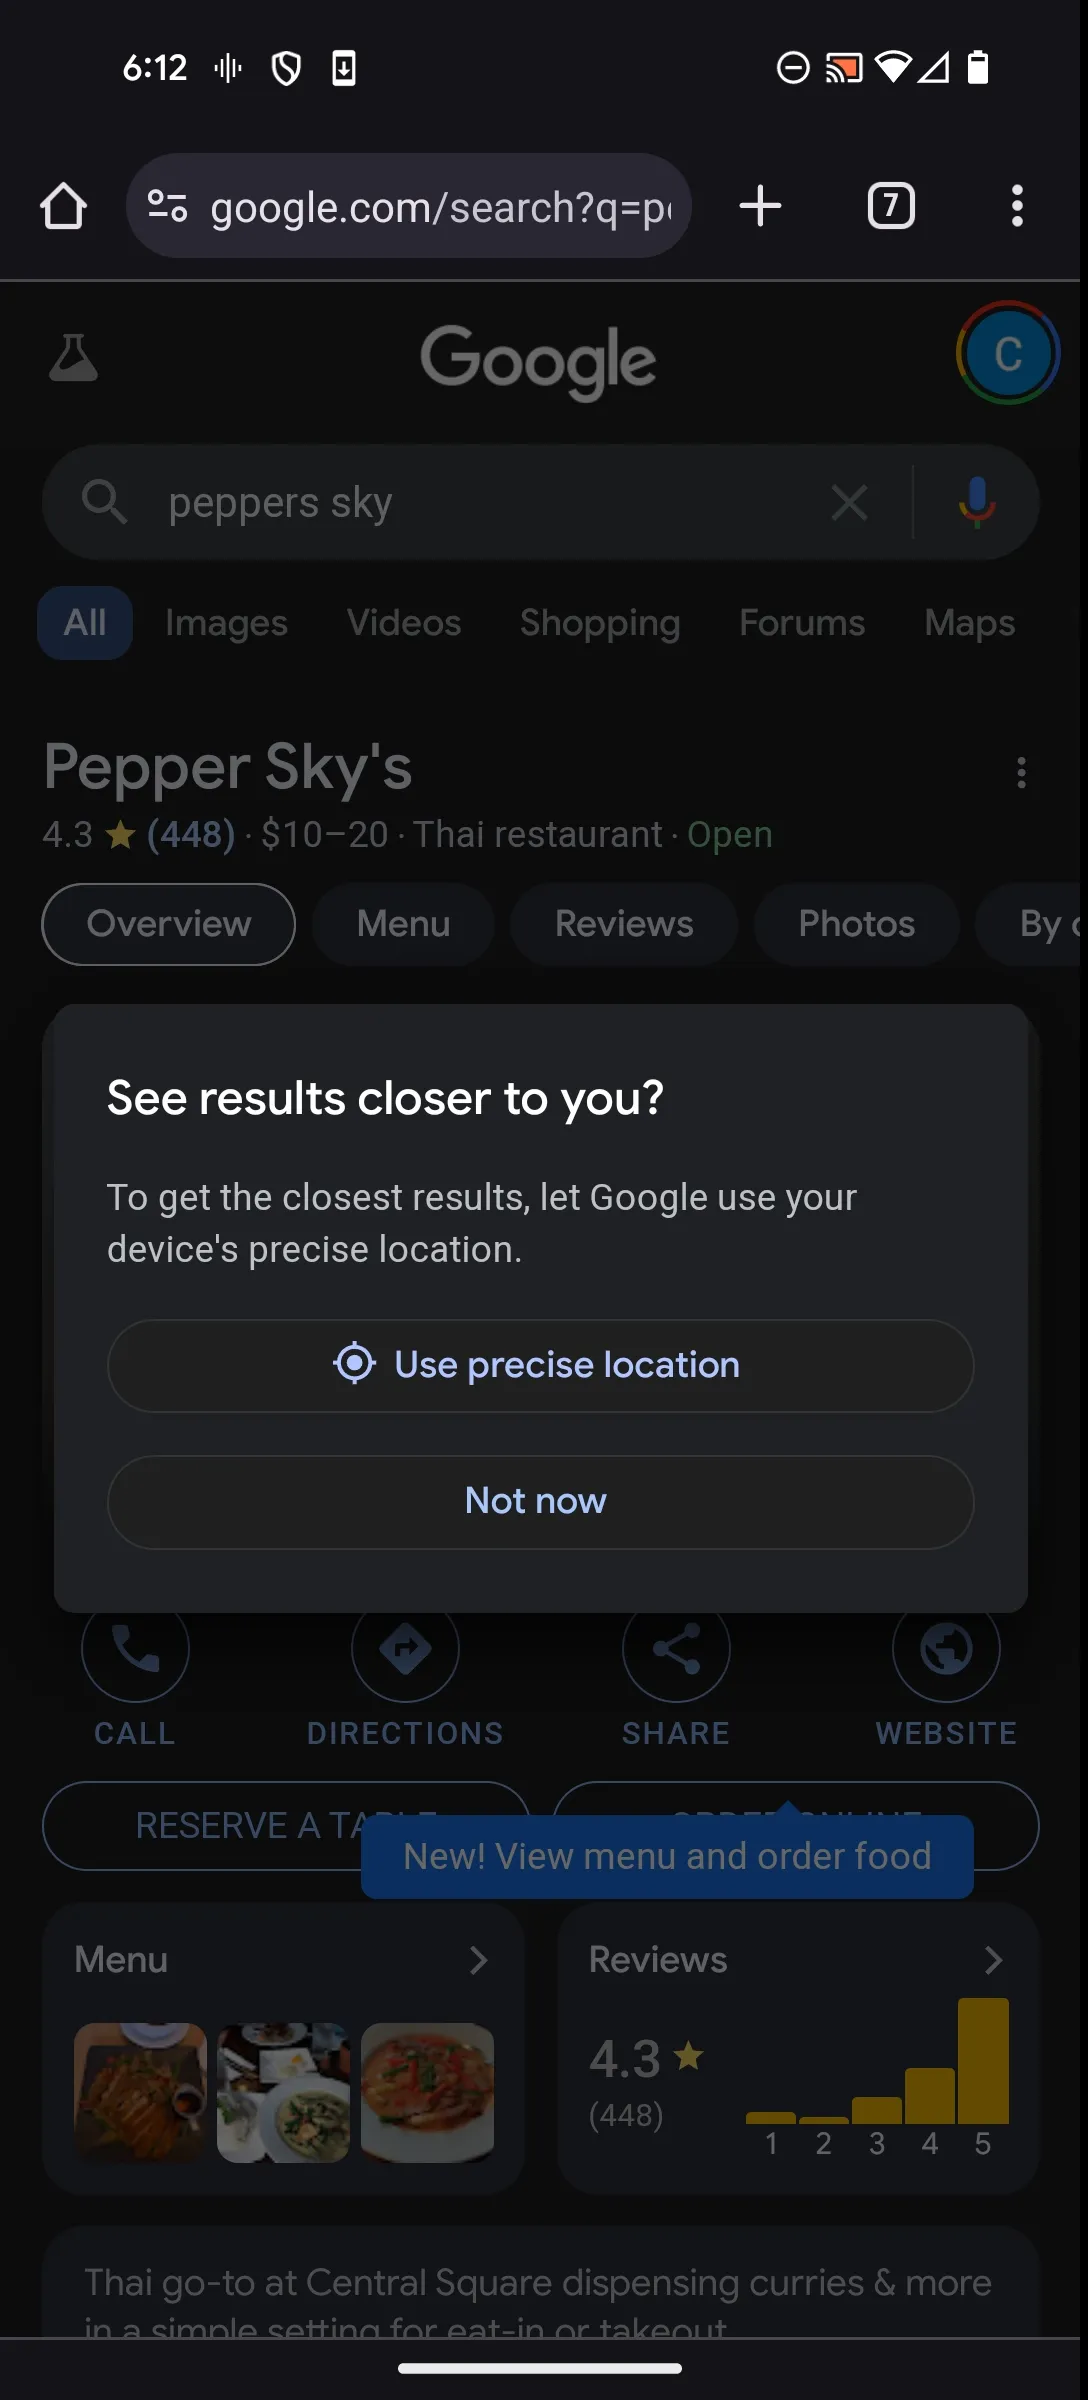 6:12
google.com/search?q=p
7
Google
C
peppers sky
All Images Videos Shopping Forums Maps
Pepper Sky's
4.3 ★ (448) · $10–20 · Thai restaurant · Open
Overview Menu Reviews Photos By
See results closer to you?
To get the closest results, let Google use your
device's precise location.
Use precise location
Not now
CALL DIRECTIONS SHARE WEBSITE
RESERVE A TABLE ORDER ONLINE
New! View menu and order food
Menu
Reviews
4.3 ★
(448)
1 2 3 4 5
Thai go-to at Central Square dispensing curries & more
in a simple setting for eat-in or takeout